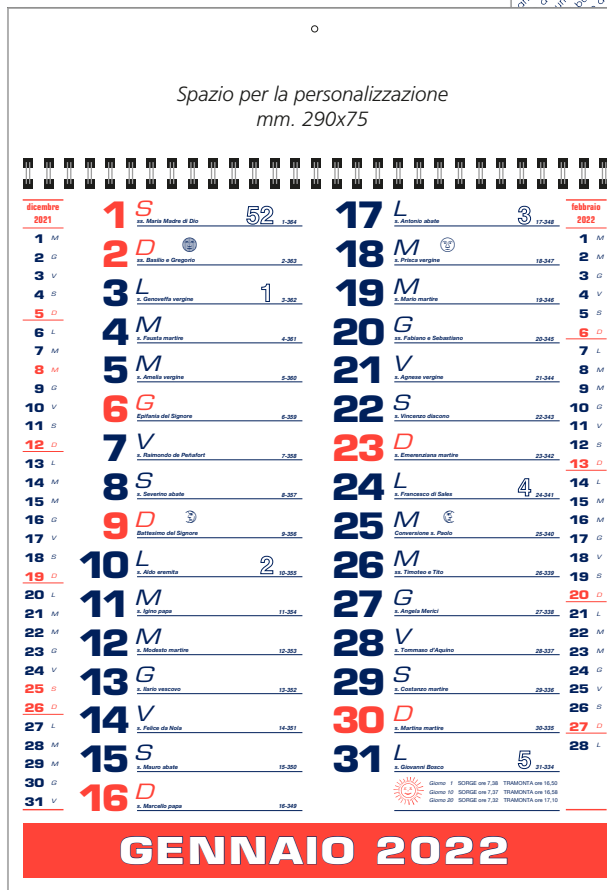 Spazio per la personalizzazione
mm. 290x75
dicembre
2021
1 M
2 G
3 V
4 S
5 D
6 L
7 M
8 M
9 G
10 V
11 S
12 D
13 L
14 M
15 M
16 G
17 V
18 S
19 D
20 L
21 M
22 M
23 G
24 V
25 S
26 D
27 L
28 M
29 M
30 G
31 V
1 S 52
ss. Maria Madre di Dio 1-364
2 D
ss. Basilio e Gregorio 2-363
3 L 1
s. Genoveffa vergine 3-362
4 M
s. Fausta martire 4-361
5 M
s. Amelia vergine 5-360
6 G
Epifania del Signore 6-359
7 V
s. Raimondo de Peñafort 7-358
8 S
s. Severino abate 8-357
9 D
Battesimo del Signore 9-356
10 L 2
s. Aldo eremita 10-355
11 M
s. Igino papa 11-354
12 M
s. Modesto martire 12-353
13 G
s. Ilario vescovo 13-352
14 V
s. Felice da Nola 14-351
15 S
s. Mauro abate 15-350
16 D
s. Marcello papa 16-349
17 L 3
s. Antonio abate 17-348
18 M
s. Prisca vergine 18-347
19 M
s. Mario martire 19-346
20 G
ss. Fabiano e Sebastiano 20-345
21 V
s. Agnese vergine 21-344
22 S
s. Vincenzo diacono 22-343
23 D
s. Emerenziana martire 23-342
24 L 4
s. Francesco di Sales 24-341
25 M
Conversione s. Paolo 25-340
26 M
ss. Timoteo e Tito 26-339
27 G
s. Angela Merici 27-338
28 V
s. Tommaso d'Aquino 28-337
29 S
s. Costanzo martire 29-336
30 D
s. Martina martire 30-335
31 L 5
s. Giovanni Bosco 31-334
Giorno 1 SORGE ore 7,38 TRAMONTA ore 16,50
Giorno 10 SORGE ore 7,37 TRAMONTA ore 16,58
Giorno 20 SORGE ore 7,32 TRAMONTA ore 17,10
febbraio
2022
1 M
2 M
3 G
4 V
5 S
6 D
7 L
8 M
9 M
10 G
11 V
12 S
13 D
14 L
15 M
16 M
17 G
18 V
19 S
20 D
21 L
22 M
23 M
24 G
25 V
26 S
27 D
28 L
GENNAIO 2022